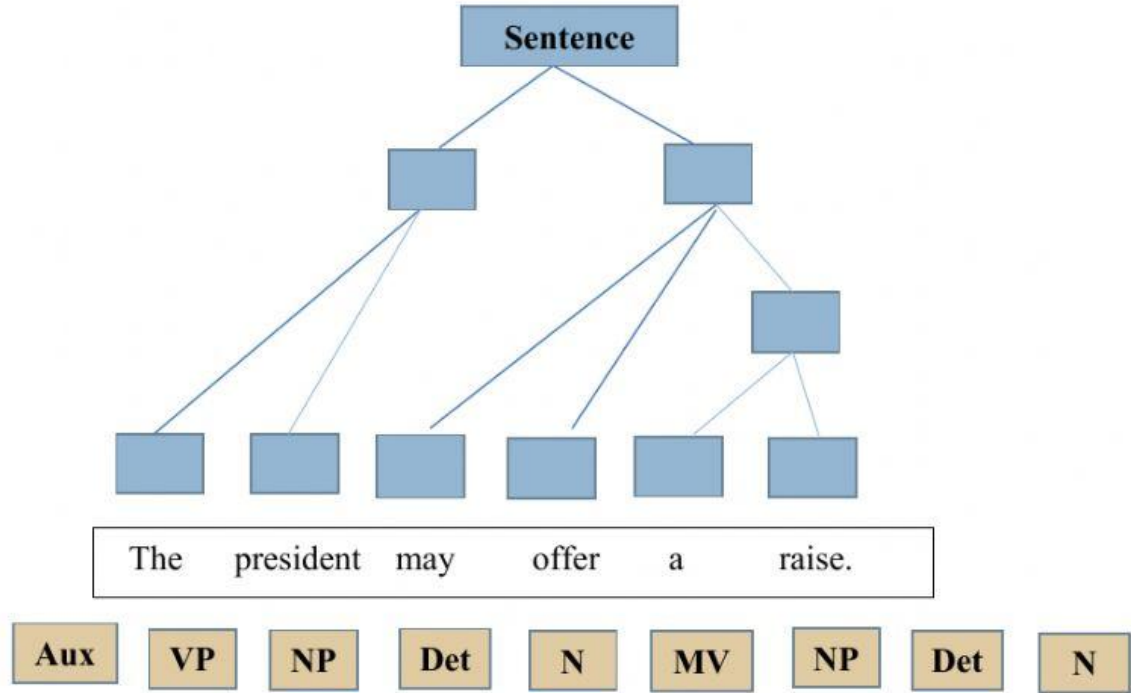 Sentence
The president may offer a raise.
Aux VP NP Det N MV NP Det N